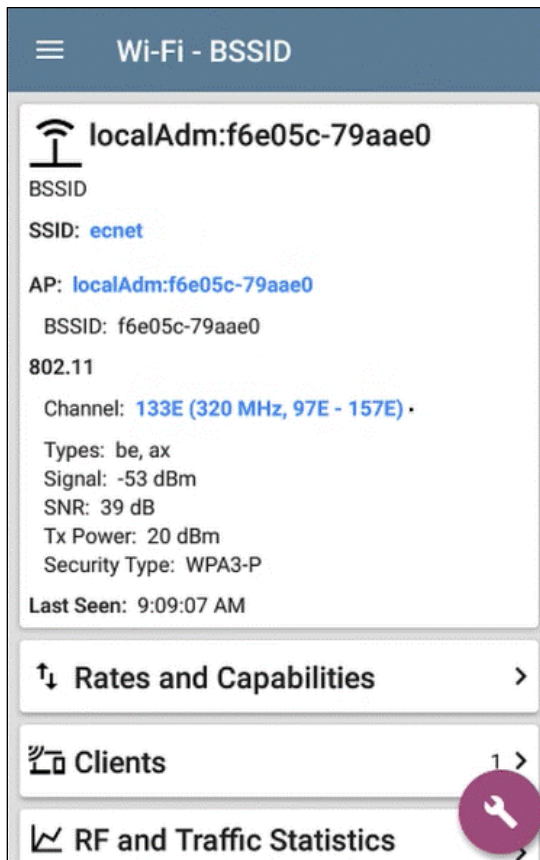 Wi-Fi - BSSID
localAdm:f6e05c-79aae0
BSSID
SSID: ecnet
AP: localAdm:f6e05c-79aae0
BSSID: f6e05c-79aae0
802.11
Channel: 133E (320 MHz, 97E - 157E)
Types: be, ax
Signal: -53 dBm
SNR: 39 dB
Tx Power: 20 dBm
Security Type: WPA3-P
Last Seen: 9:09:07 AM
Rates and Capabilities
Clients 1
RF and Traffic Statistics